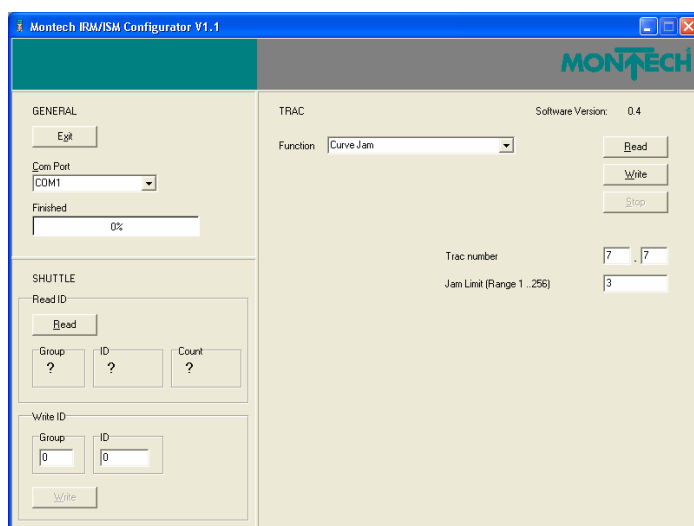 Montech IRM/ISM Configurator V1.1
MONTECH
GENERAL
Exit
Com Port
COM1
Finished
0%
SHUTTLE
Read ID
Read
Group ID Count
? ? ?
Write ID
Group ID
0 0
Write
TRAC Software Version: 0.4
Function Curve Jam Read
Write
Stop
Trac number 7 . 7
Jam Limit (Range 1 ..256) 3